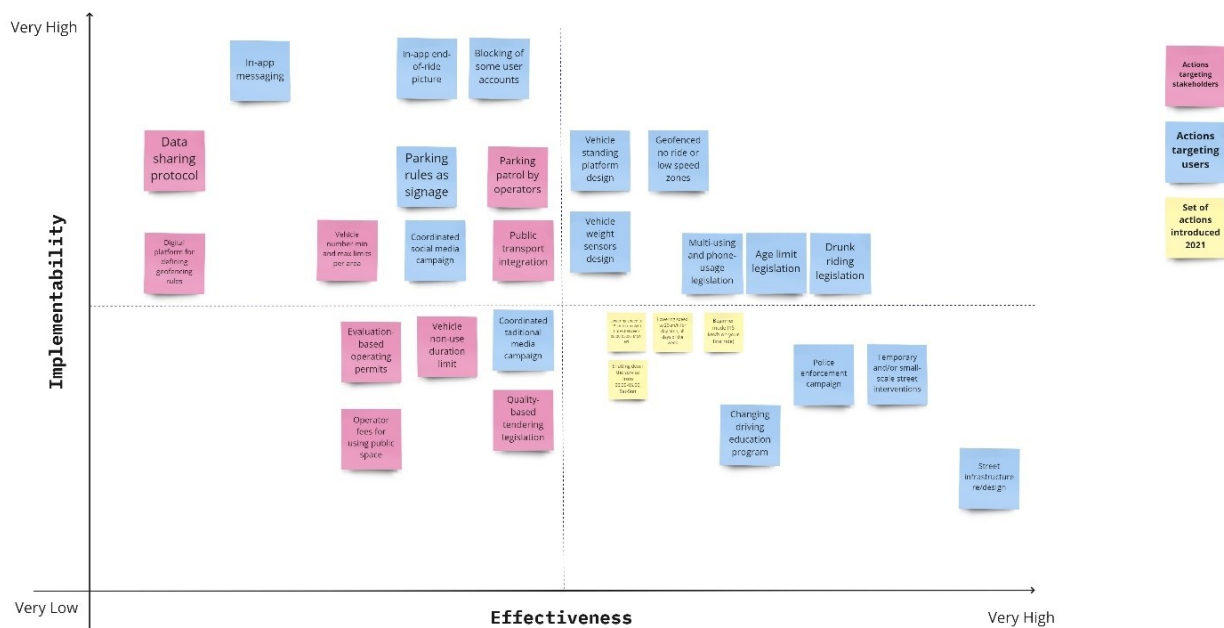 Very High
In-app
messaging
In-app end-
of-ride
picture
Blocking of
some user
accounts
Actions
targeting
stakeholders
Data
sharing
protocol
Parking
rules as
signage
Parking
patrol by
operators
Vehicle
standing
platform
design
Geofenced
no ride or
low speed
zones
Actions
targeting
users
Digital
platform for
defining
geofencing
rules
Vehicle
number min
and max limits
per area
Coordinated
social media
campaign
Public
transport
integration
Vehicle
weight
sensors
design
Multi-using
and phone-
usage
legislation
Age limit
legislation
Drunk
riding
legislation
Set of
actions
introduced
2021
Implementability
Evaluation-
based
operating
permits
Vehicle
non-use
duration
limit
Coordinated
taditional
media
campaign
Police
enforcement
campaign
Temporary
and/or small-
scale street
interventions
Operator
fees for
using public
space
Quality-
based
tendering
legislation
Changing
driving
education
program
Street
infrastructure
re/design
Very Low
Effectiveness
Very High